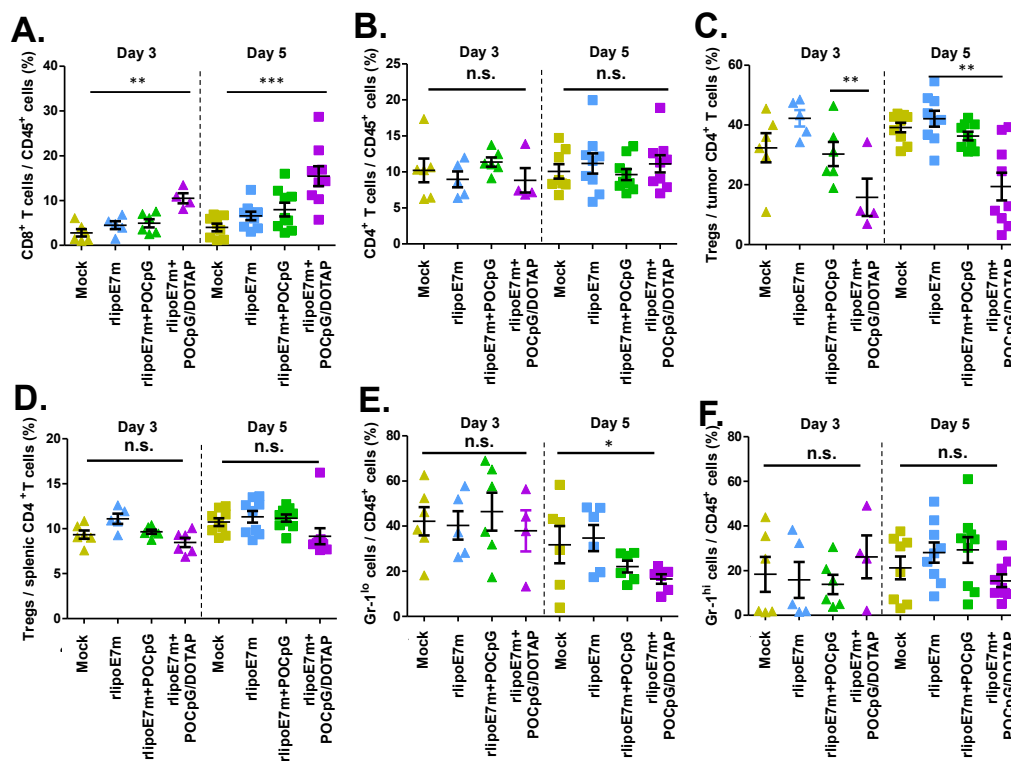 A.
Day 3
Day 5
**
***
CD8+ T cells / CD45+ cells (%)
50
40
30
20
10
0
Mock
rlipoE7m
rlipoE7m+POCpG
rlipoE7m+
POCpG/DOTAP
Mock
rlipoE7m
rlipoE7m+POCpG
rlipoE7m+
POCpG/DOTAP
B.
Day 3
Day 5
n.s.
n.s.
CD4+ T cells / CD45+ cells (%)
25
20
15
10
5
0
Mock
rlipoE7m
rlipoE7m+POCpG
rlipoE7m+
POCpG/DOTAP
Mock
rlipoE7m
rlipoE7m+POCpG
rlipoE7m+
POCpG/DOTAP
C.
Day 3
Day 5
**
**
Tregs / tumor CD4+ T cells (%)
60
40
20
0
Mock
rlipoE7m
rlipoE7m+POCpG
rlipoE7m+
POCpG/DOTAP
Mock
rlipoE7m
rlipoE7m+POCpG
rlipoE7m+
POCpG/DOTAP
D.
Day 3
Day 5
n.s.
n.s.
Tregs / splenic CD4 +T cells (%)
20
15
10
5
0
Mock
rlipoE7m
rlipoE7m+POCpG
rlipoE7m+
POCpG/DOTAP
Mock
rlipoE7m
rlipoE7m+POCpG
rlipoE7m+
POCpG/DOTAP
E.
Day 3
Day 5
n.s.
*
Gr-1lo cells / CD45+ cells (%)
80
60
40
20
0
Mock
rlipoE7m
rlipoE7m+POCpG
rlipoE7m+
POCpG/DOTAP
Mock
rlipoE7m
rlipoE7m+POCpG
rlipoE7m+
POCpG/DOTAP
F.
Day 3
Day 5
n.s.
n.s.
Gr-1hi cells / CD45+ cells (%)
80
60
40
20
0
Mock
rlipoE7m
rlipoE7m+POCpG
rlipoE7m+
POCpG/DOTAP
Mock
rlipoE7m
rlipoE7m+POCpG
rlipoE7m+
POCpG/DOTAP